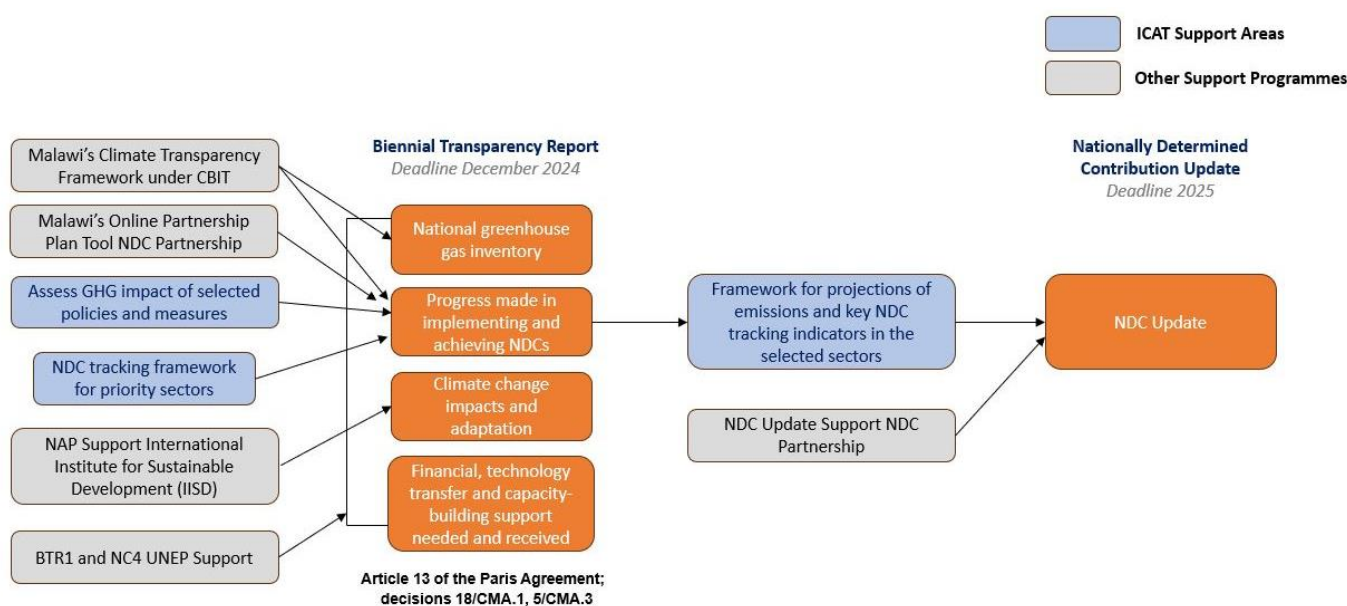 ICAT Support Areas
Other Support Programmes
Malawi's Climate Transparency
Framework under CBIT
Malawi's Online Partnership
Plan Tool NDC Partnership
Assess GHG impact of selected
policies and measures
NDC tracking framework
for priority sectors
NAP Support International
Institute for Sustainable
Development (IISD)
BTR1 and NC4 UNEP Support
Biennial Transparency Report
Deadline December 2024
National greenhouse
gas inventory
Progress made in
implementing and
achieving NDCs
Climate change
impacts and
adaptation
Financial, technology
transfer and capacity-
building support
needed and received
Article 13 of the Paris Agreement;
decisions 18/CMA.1, 5/CMA.3
Framework for projections of
emissions and key NDC
tracking indicators in the
selected sectors
NDC Update Support NDC
Partnership
Nationally Determined
Contribution Update
Deadline 2025
NDC Update